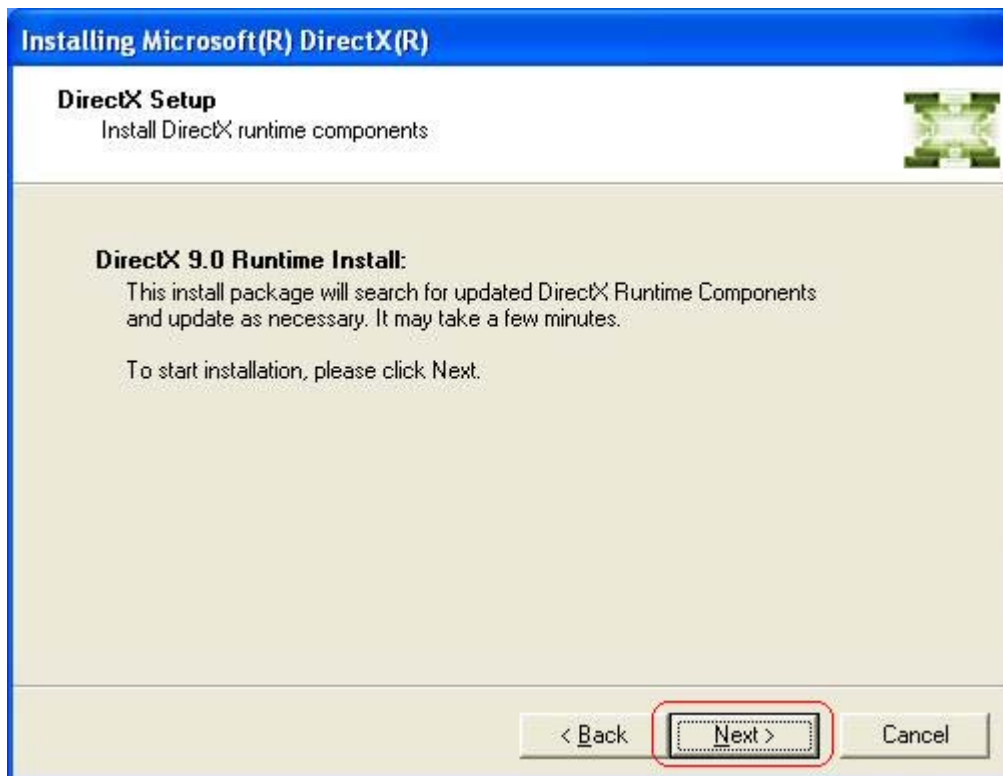 Installing Microsoft(R) DirectX(R)
DirectX Setup
Install DirectX runtime components
DirectX 9.0 Runtime Install:
This install package will search for updated DirectX Runtime Components
and update as necessary. It may take a few minutes.
To start installation, please click Next.
< Back
Next >
Cancel